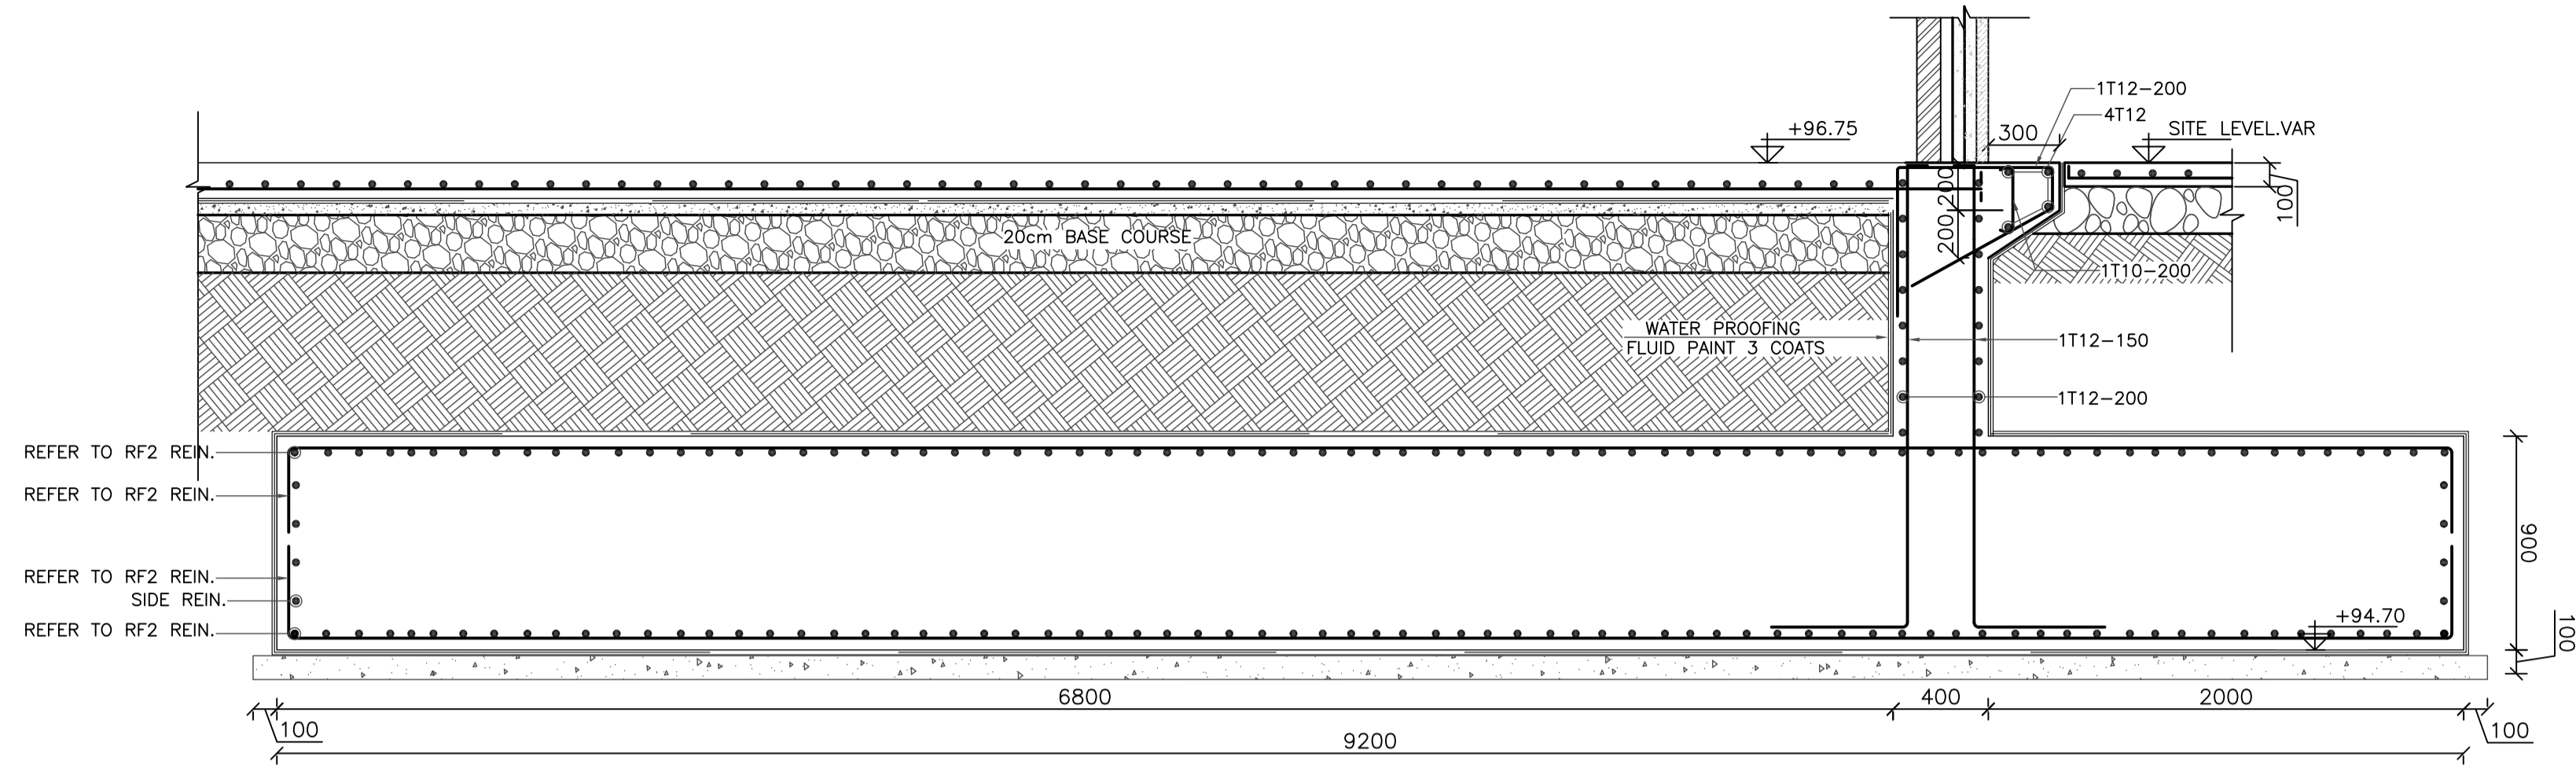 1T12-200
4T12
+96.75
300
SITE LEVEL.VAR
200
200
100
20cm BASE COURSE
1T10-200
WATER PROOFING
FLUID PAINT 3 COATS
1T12-150
1T12-200
REFER TO RF2 REIN.
REFER TO RF2 REIN.
REFER TO RF2 REIN.
SIDE REIN.
REFER TO RF2 REIN.
900
+94.70
100
6800
400
2000
100
100
9200